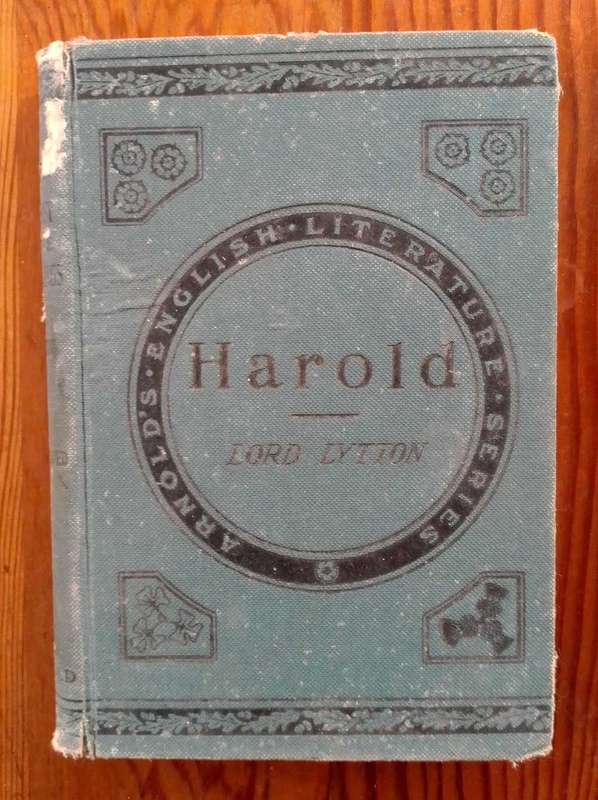 ARNOLD'S · ENGLISH · LITERATURE · SERIES
Harold
LORD LYTTON